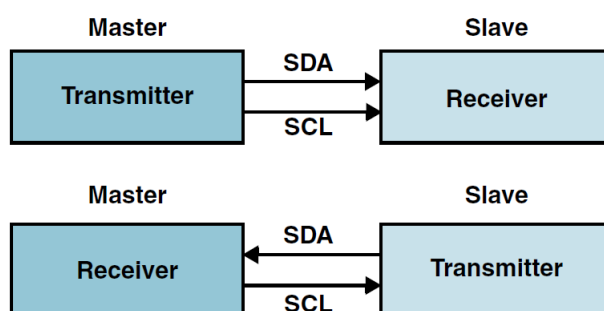 Master
Slave
Transmitter
SDA
SCL
Receiver
Master
Slave
Receiver
SDA
SCL
Transmitter